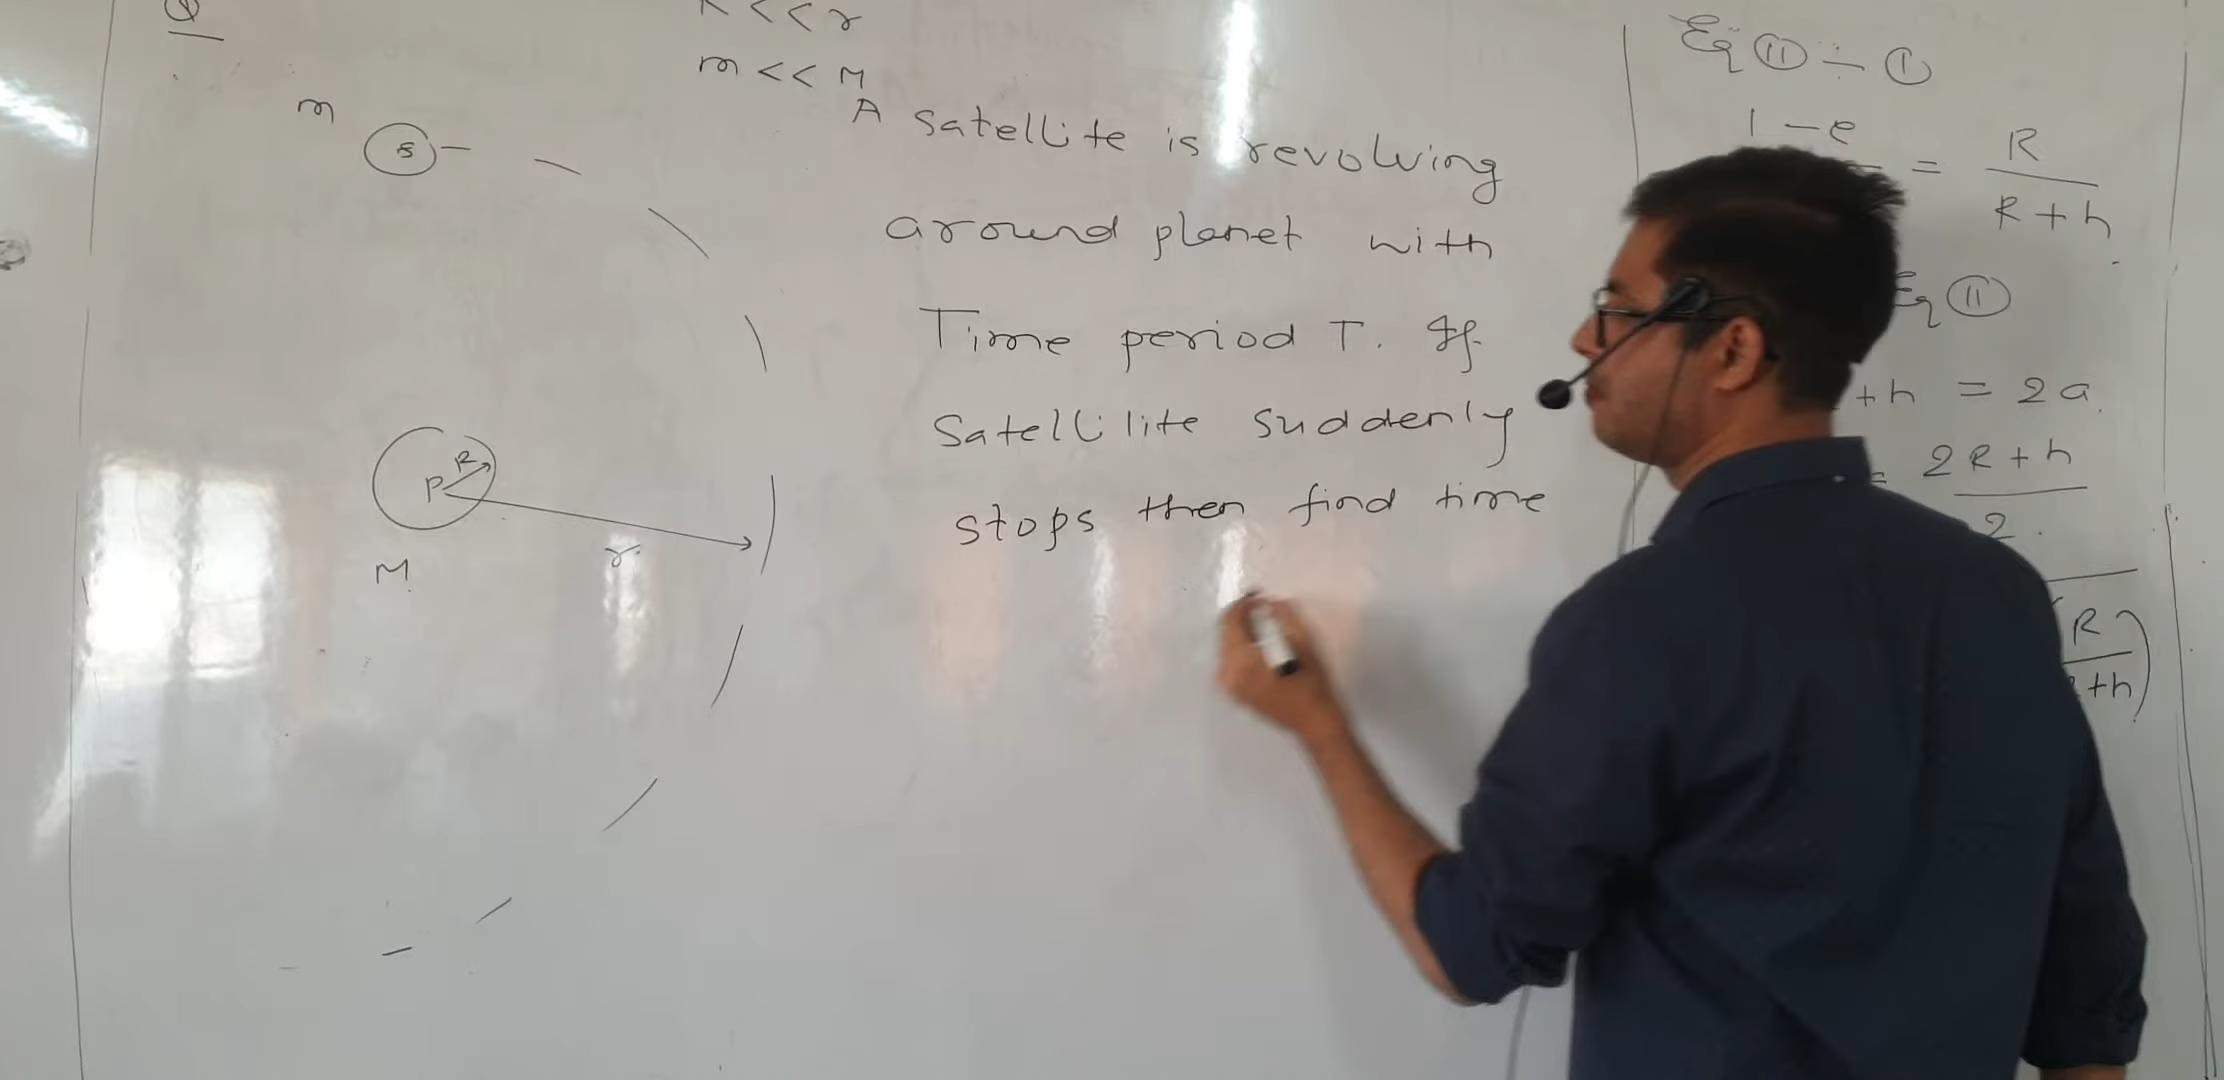 Q
R << r
m << M
m
S
A satellite is revolving
around planet with
Time period T. If
Satellilite suddenly
stops then find time
P R
r
M
Eq (II) ÷ (I)
1 - e
= R / R + h
Eq (II)
+ h = 2a
= 2R + h / 2
R
+h